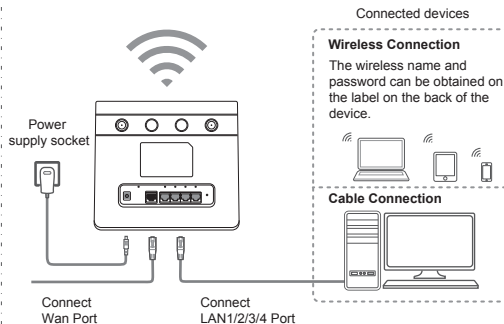 Connected devices
Wireless Connection
The wireless name and
password can be obtained on
the label on the back of the
device.
Power
supply socket
Cable Connection
Connect
Wan Port
Connect
LAN1/2/3/4 Port